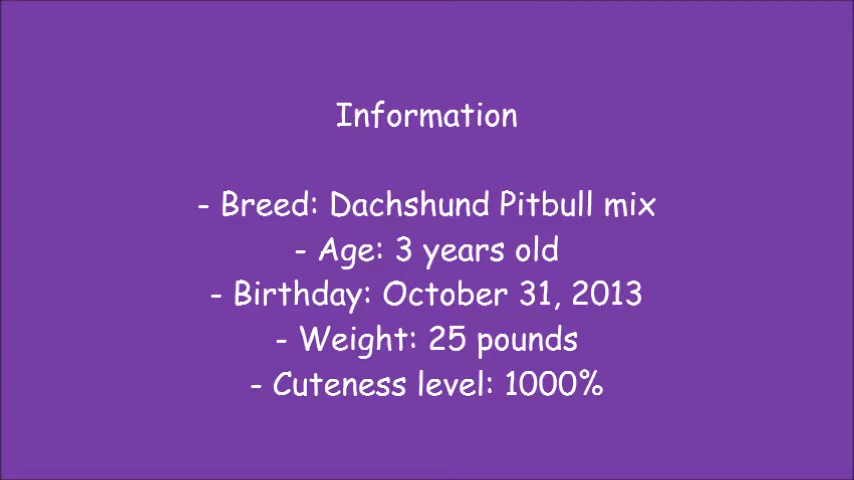 Information
- Breed: Dachshund Pitbull mix
- Age: 3 years old
- Birthday: October 31, 2013
- Weight: 25 pounds
- Cuteness level: 1000%